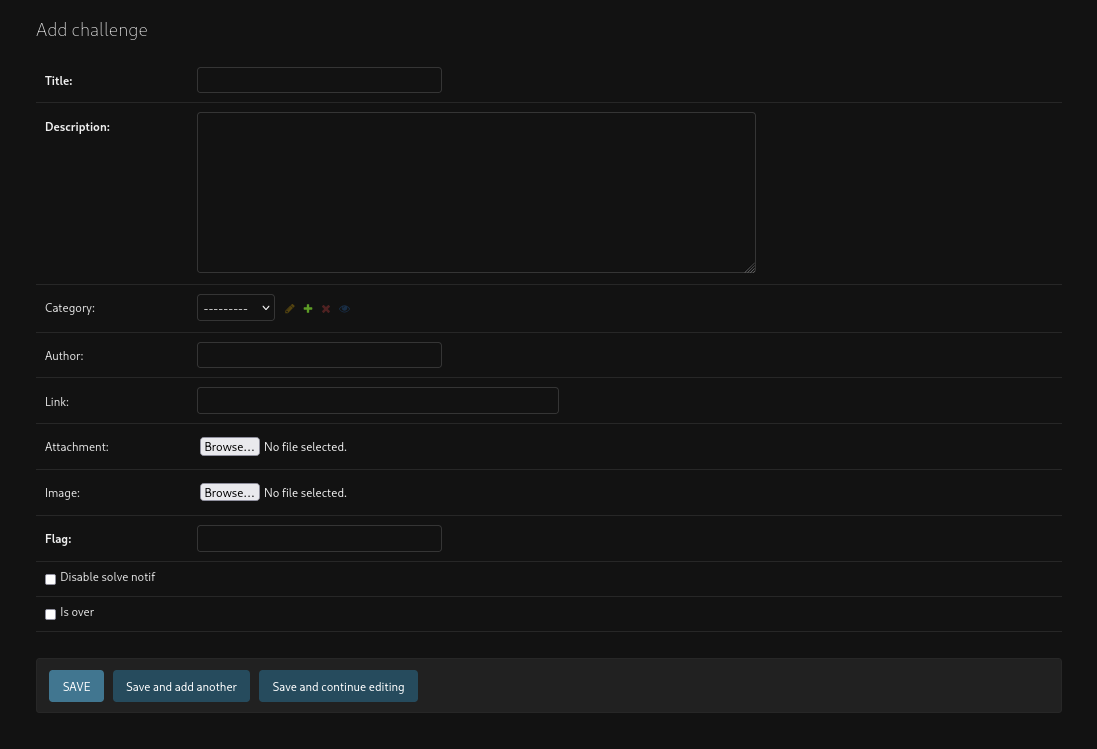 Add challenge
Title:
Description:
Category: ---------
Author:
Link:
Attachment: Browse... No file selected.
Image: Browse... No file selected.
Flag:
Disable solve notif
Is over
SAVE Save and add another Save and continue editing